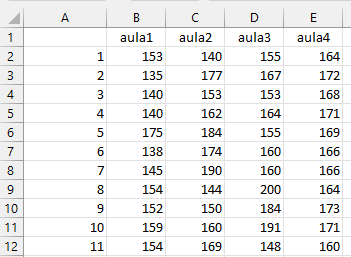 A B C D E
1 aula1 aula2 aula3 aula4
2 1 153 140 155 164
3 2 135 177 167 172
4 3 140 153 153 168
5 4 140 162 164 171
6 5 175 184 155 169
7 6 138 174 160 166
8 7 145 190 160 166
9 8 154 144 200 164
10 9 152 150 184 173
11 10 159 160 191 171
12 11 154 169 148 160